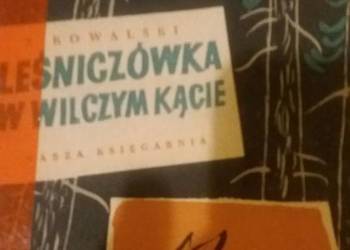 KOWALSKI
LEŚNICZÓWKA
W WILCZYM KĄCIE
NASZA KSIĘGARNIA